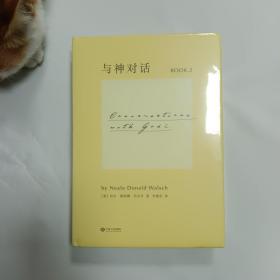 与神对话 BOOK.2
Conversations
with God
by Neale Donald Walsch